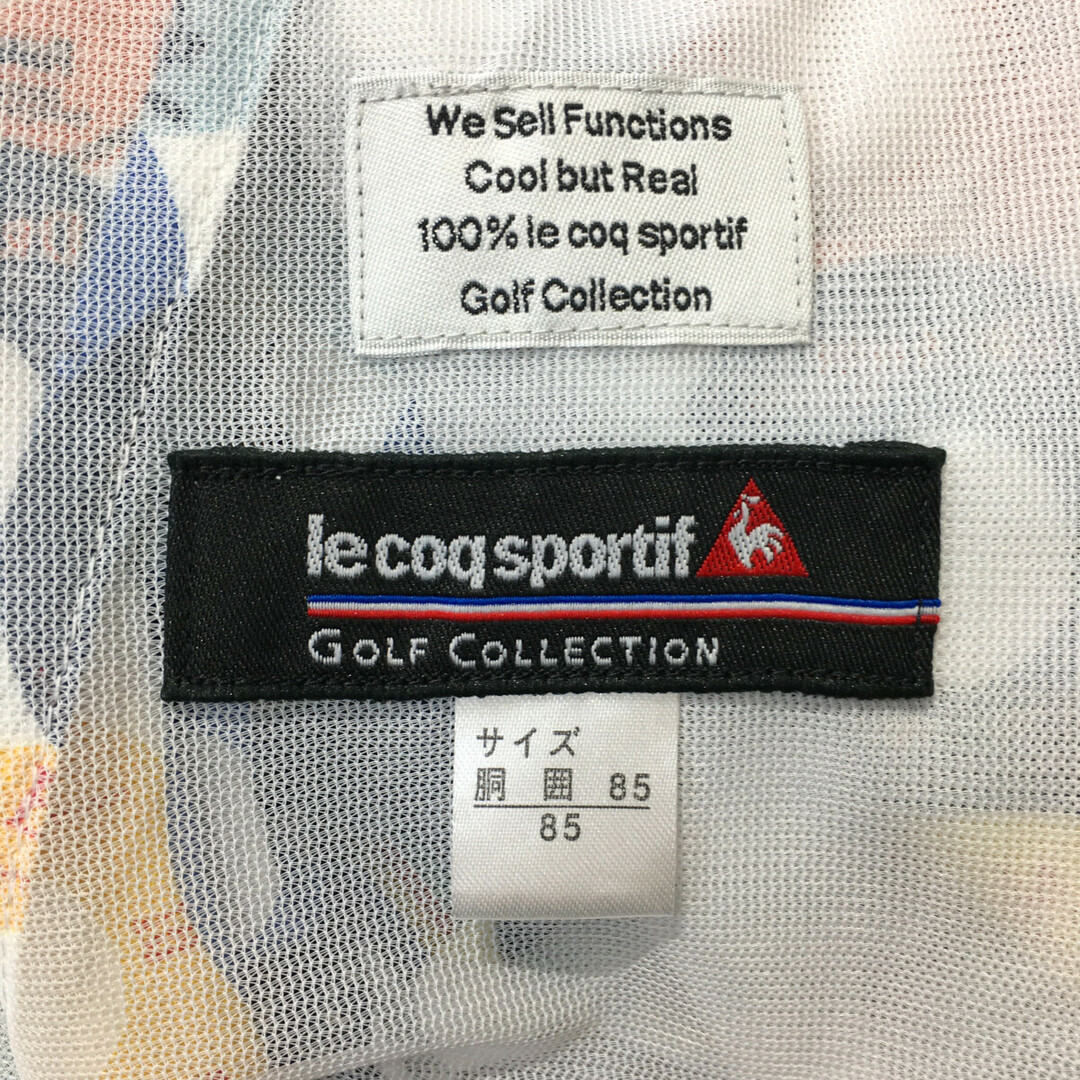 We Sell Functions
Cool but Real
100% le coq sportif
Golf Collection
le coq sportif
GOLF COLLECTION
サイズ
胴囲 85
85